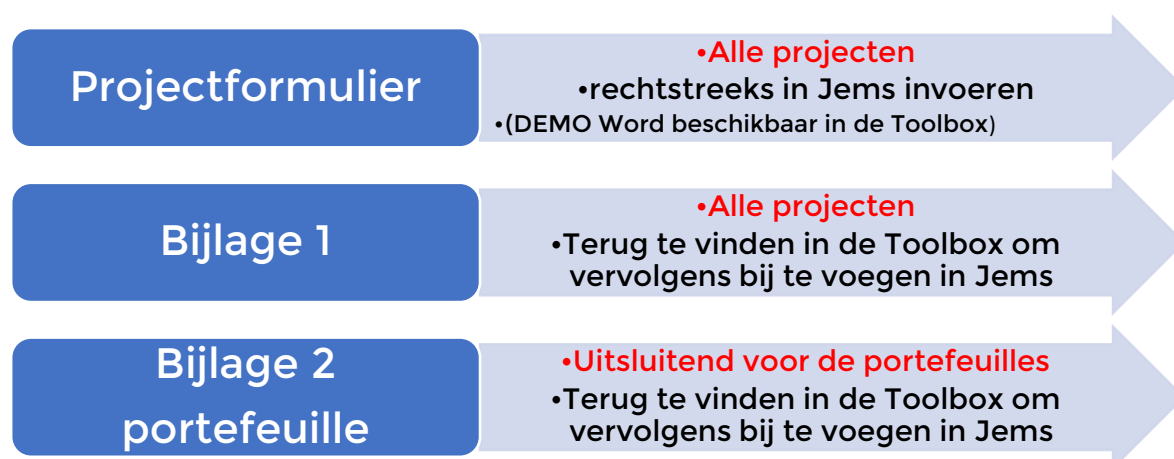 Projectformulier
•Alle projecten
•rechtstreeks in Jems invoeren
•(DEMO Word beschikbaar in de Toolbox)
Bijlage 1
•Alle projecten
•Terug te vinden in de Toolbox om
vervolgens bij te voegen in Jems
Bijlage 2
portefeuille
•Uitsluitend voor de portefeuilles
•Terug te vinden in de Toolbox om
vervolgens bij te voegen in Jems